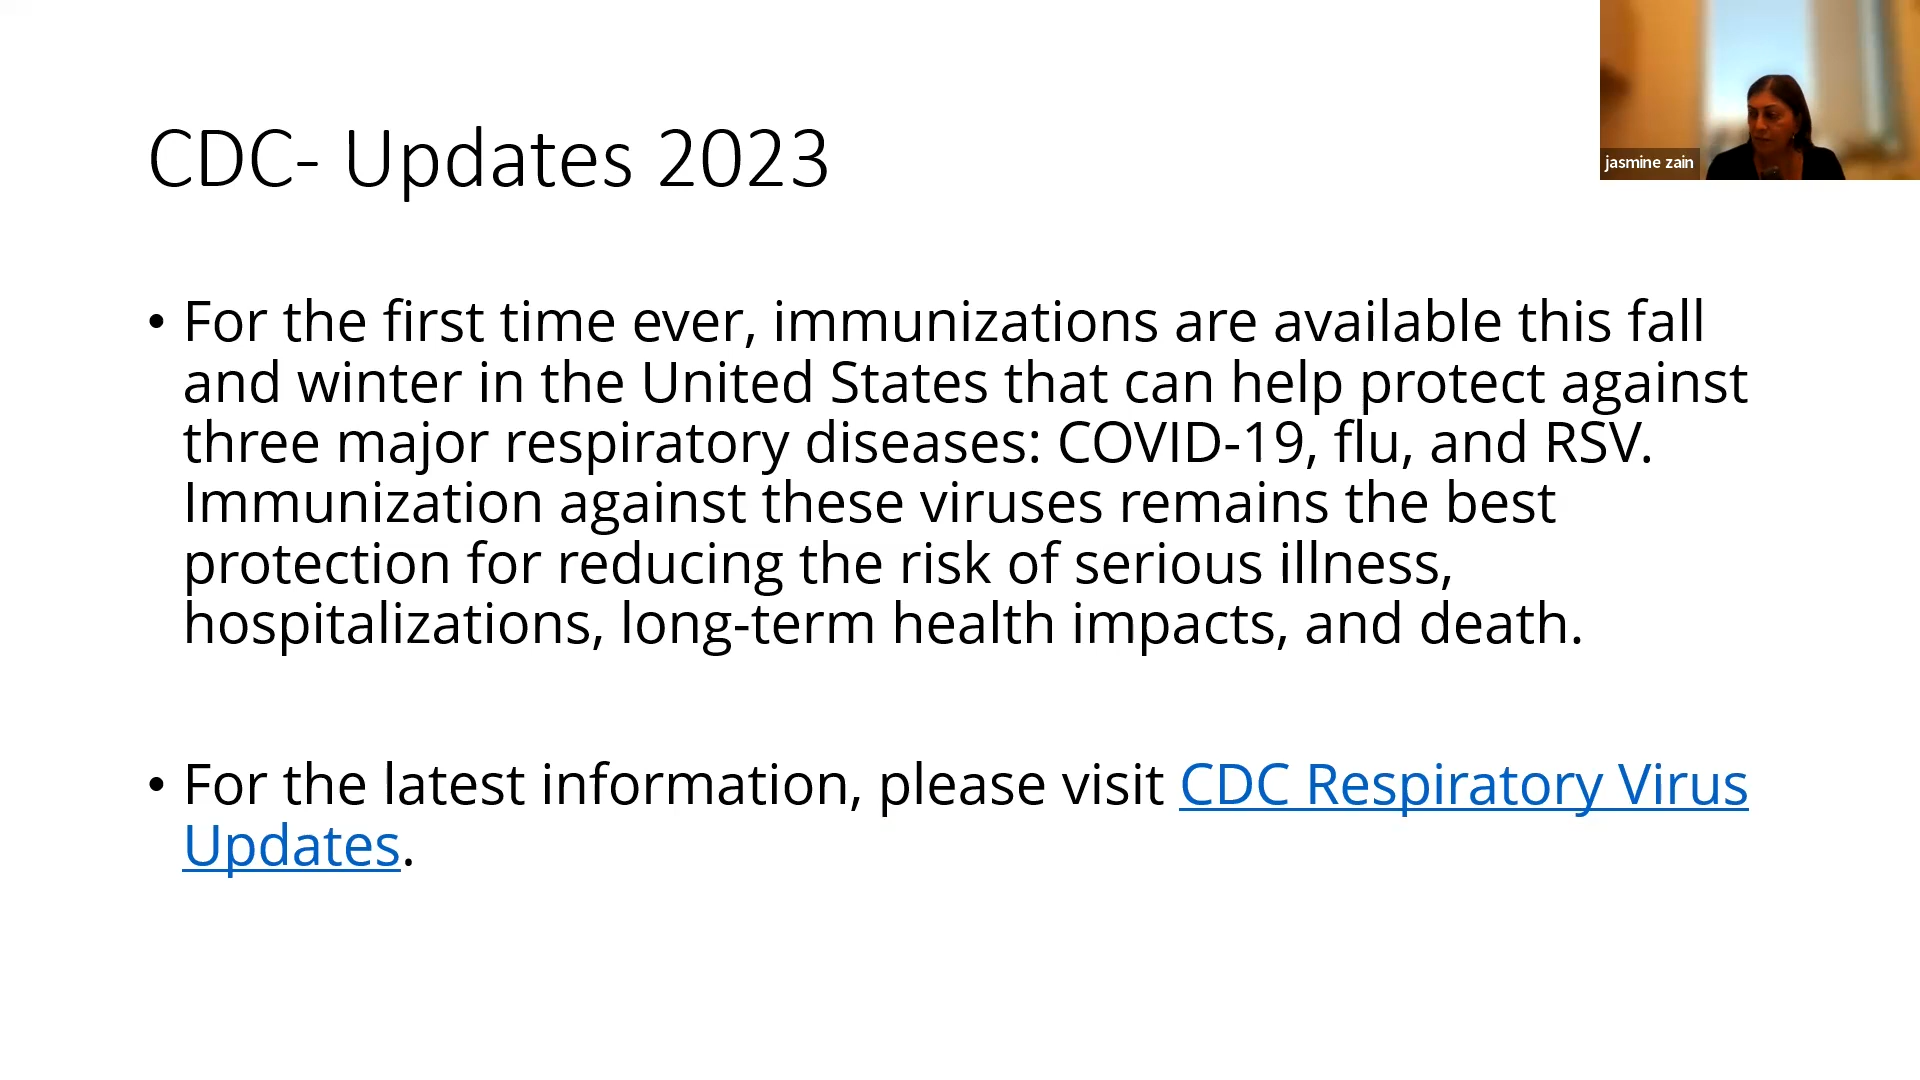 CDC- Updates 2023
jasmine zain
• For the first time ever, immunizations are available this fall
and winter in the United States that can help protect against
three major respiratory diseases: COVID-19, flu, and RSV.
Immunization against these viruses remains the best
protection for reducing the risk of serious illness,
hospitalizations, long-term health impacts, and death.
• For the latest information, please visit CDC Respiratory Virus
Updates.